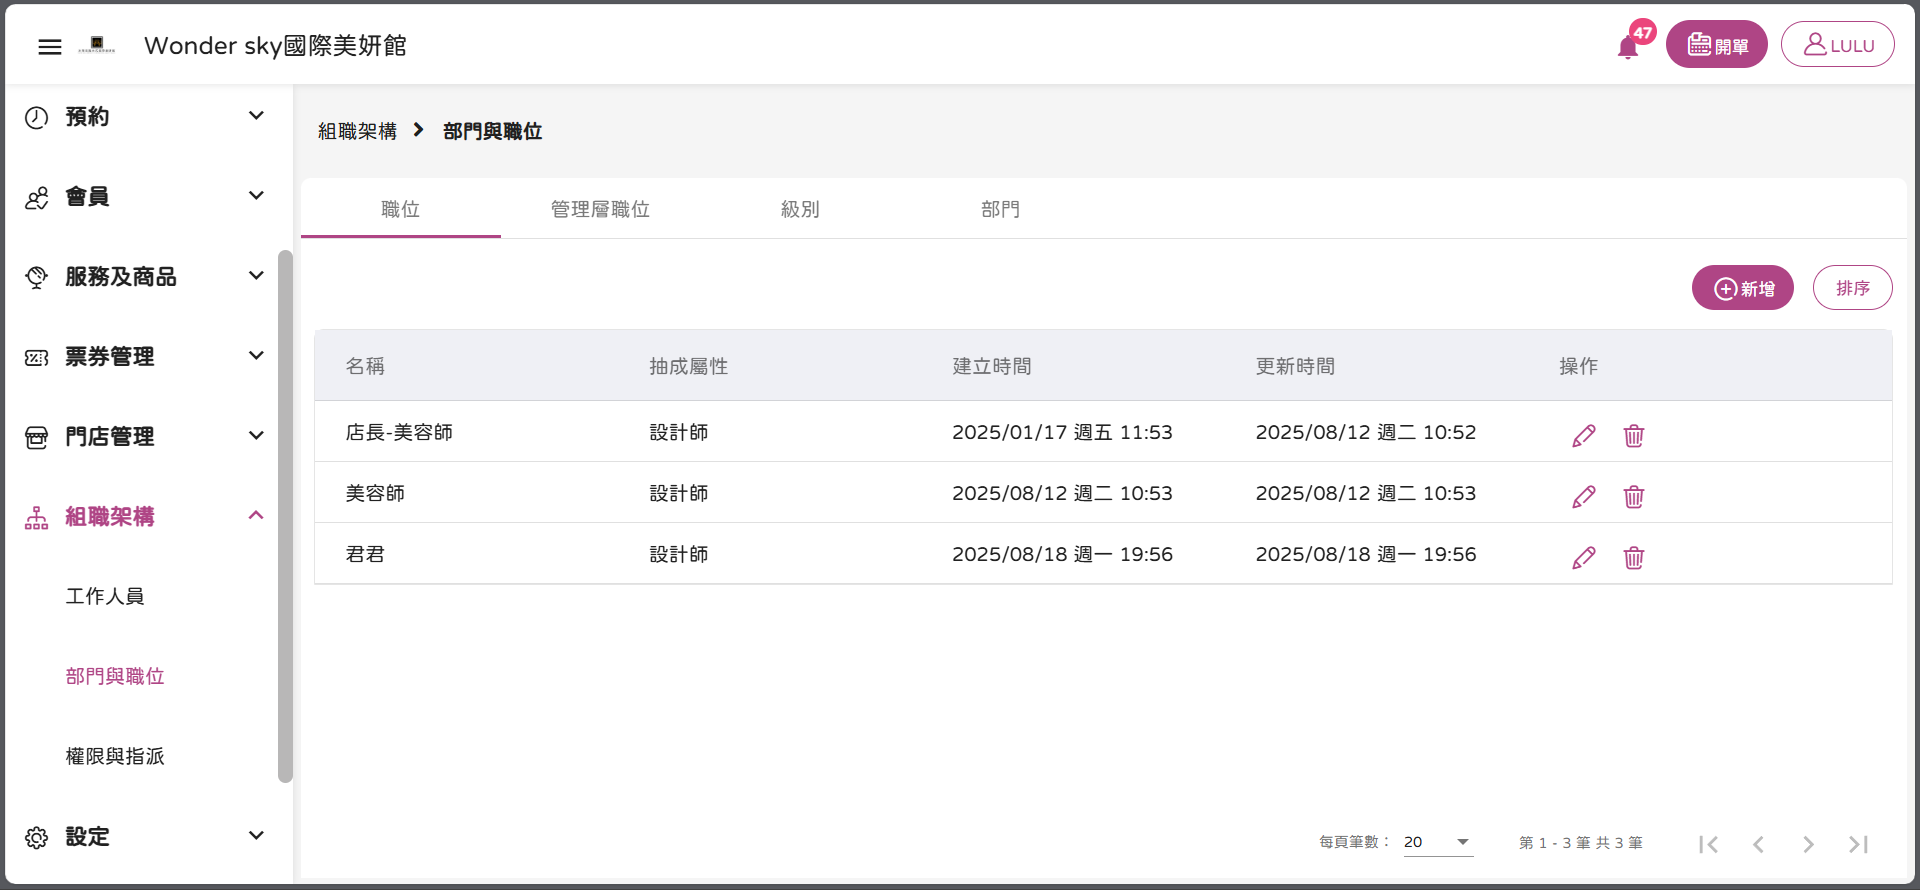 Wonder sky國際美妍館
47
開單
LULU
預約
會員
服務及商品
票券管理
門店管理
組職架構
工作人員
部門與職位
權限與指派
設定
組職架構 部門與職位
職位 管理層職位 級別 部門
新增 排序
名稱 抽成屬性 建立時間 更新時間 操作
店長-美容師 設計師 2025/01/17 週五 11:53 2025/08/12 週二 10:52
美容師 設計師 2025/08/12 週二 10:53 2025/08/12 週二 10:53
君君 設計師 2025/08/18 週一 19:56 2025/08/18 週一 19:56
每頁筆數： 20 第 1 - 3 筆 共 3 筆